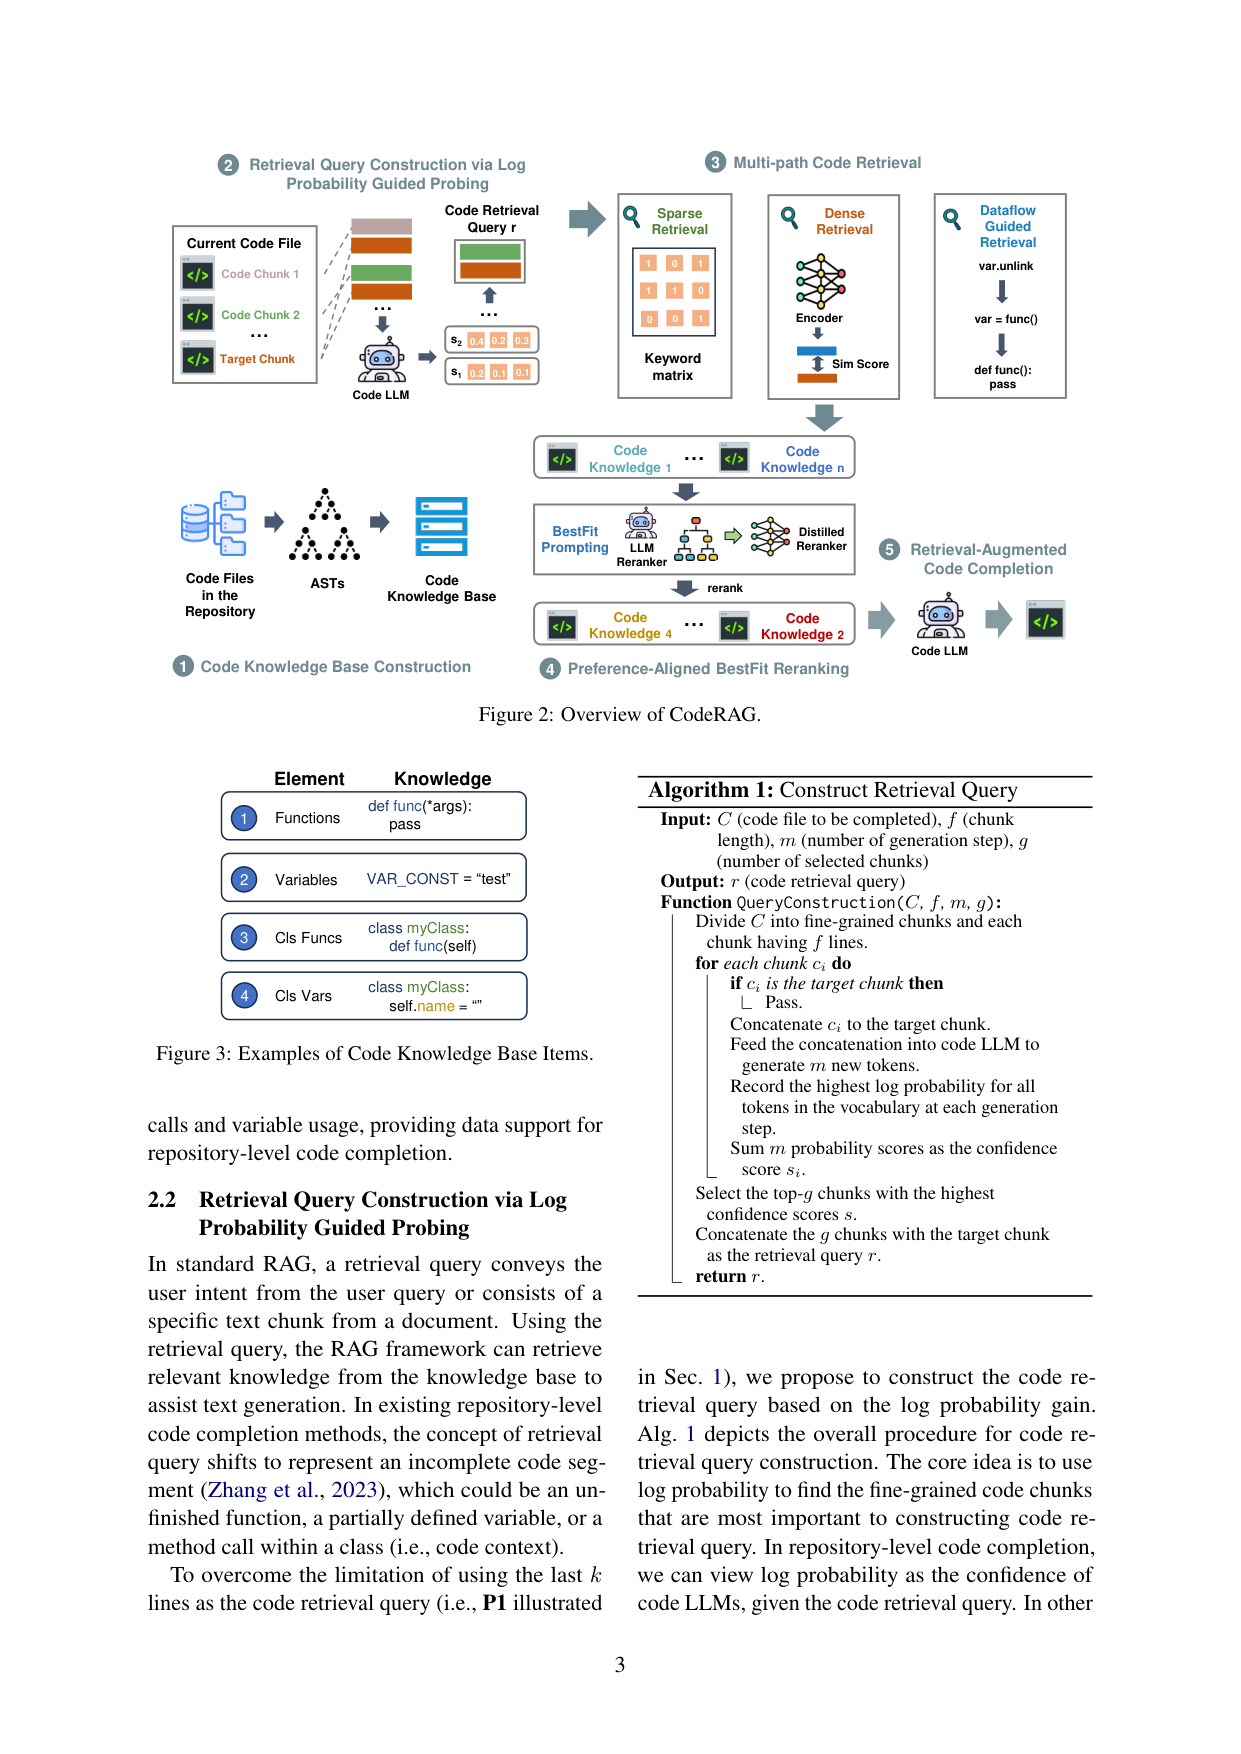 2 Retrieval Query Construction via Log
Probability Guided Probing
Current Code File
</> Code Chunk 1
</> Code Chunk 2
...
</> Target Chunk
...
Code LLM
Code Retrieval
Query r
...
s2 0.4 0.2 0.3
s1 0.2 0.1 0.1
3 Multi-path Code Retrieval
Sparse
Retrieval
1 0 1
1 1 0
0 0 1
Keyword
matrix
Dense
Retrieval
Encoder
Sim Score
Dataflow
Guided
Retrieval
var.unlink
var = func()
def func():
pass
</> Code
Knowledge 1
...
</> Code
Knowledge n
BestFit
Prompting
LLM
Reranker
Distilled
Reranker
rerank
</> Code
Knowledge 4
...
</> Code
Knowledge 2
4 Preference-Aligned BestFit Reranking
5 Retrieval-Augmented
Code Completion
Code LLM
</>
Code Files
in the
Repository
ASTs
Code
Knowledge Base
1 Code Knowledge Base Construction
Figure 2: Overview of CodeRAG.
Element Knowledge
1 Functions def func(*args):
pass
2 Variables VAR_CONST = “test”
3 Cls Funcs class myClass:
def func(self)
4 Cls Vars class myClass:
self.name = “”
Figure 3: Examples of Code Knowledge Base Items.
calls and variable usage, providing data support for
repository-level code completion.
2.2 Retrieval Query Construction via Log
Probability Guided Probing
In standard RAG, a retrieval query conveys the
user intent from the user query or consists of a
specific text chunk from a document. Using the
retrieval query, the RAG framework can retrieve
relevant knowledge from the knowledge base to
assist text generation. In existing repository-level
code completion methods, the concept of retrieval
query shifts to represent an incomplete code seg-
ment (Zhang et al., 2023), which could be an un-
finished function, a partially defined variable, or a
method call within a class (i.e., code context).
To overcome the limitation of using the last k
lines as the code retrieval query (i.e., P1 illustrated
Algorithm 1: Construct Retrieval Query
Input: C (code file to be completed), f (chunk
length), m (number of generation step), g
(number of selected chunks)
Output: r (code retrieval query)
Function QueryConstruction(C, f, m, g):
Divide C into fine-grained chunks and each
chunk having f lines.
for each chunk ci do
if ci is the target chunk then
Pass.
Concatenate ci to the target chunk.
Feed the concatenation into code LLM to
generate m new tokens.
Record the highest log probability for all
tokens in the vocabulary at each generation
step.
Sum m probability scores as the confidence
score si.
Select the top-g chunks with the highest
confidence scores s.
Concatenate the g chunks with the target chunk
as the retrieval query r.
return r.
in Sec. 1), we propose to construct the code re-
trieval query based on the log probability gain.
Alg. 1 depicts the overall procedure for code re-
trieval query construction. The core idea is to use
log probability to find the fine-grained code chunks
that are most important to constructing code re-
trieval query. In repository-level code completion,
we can view log probability as the confidence of
code LLMs, given the code retrieval query. In other
3